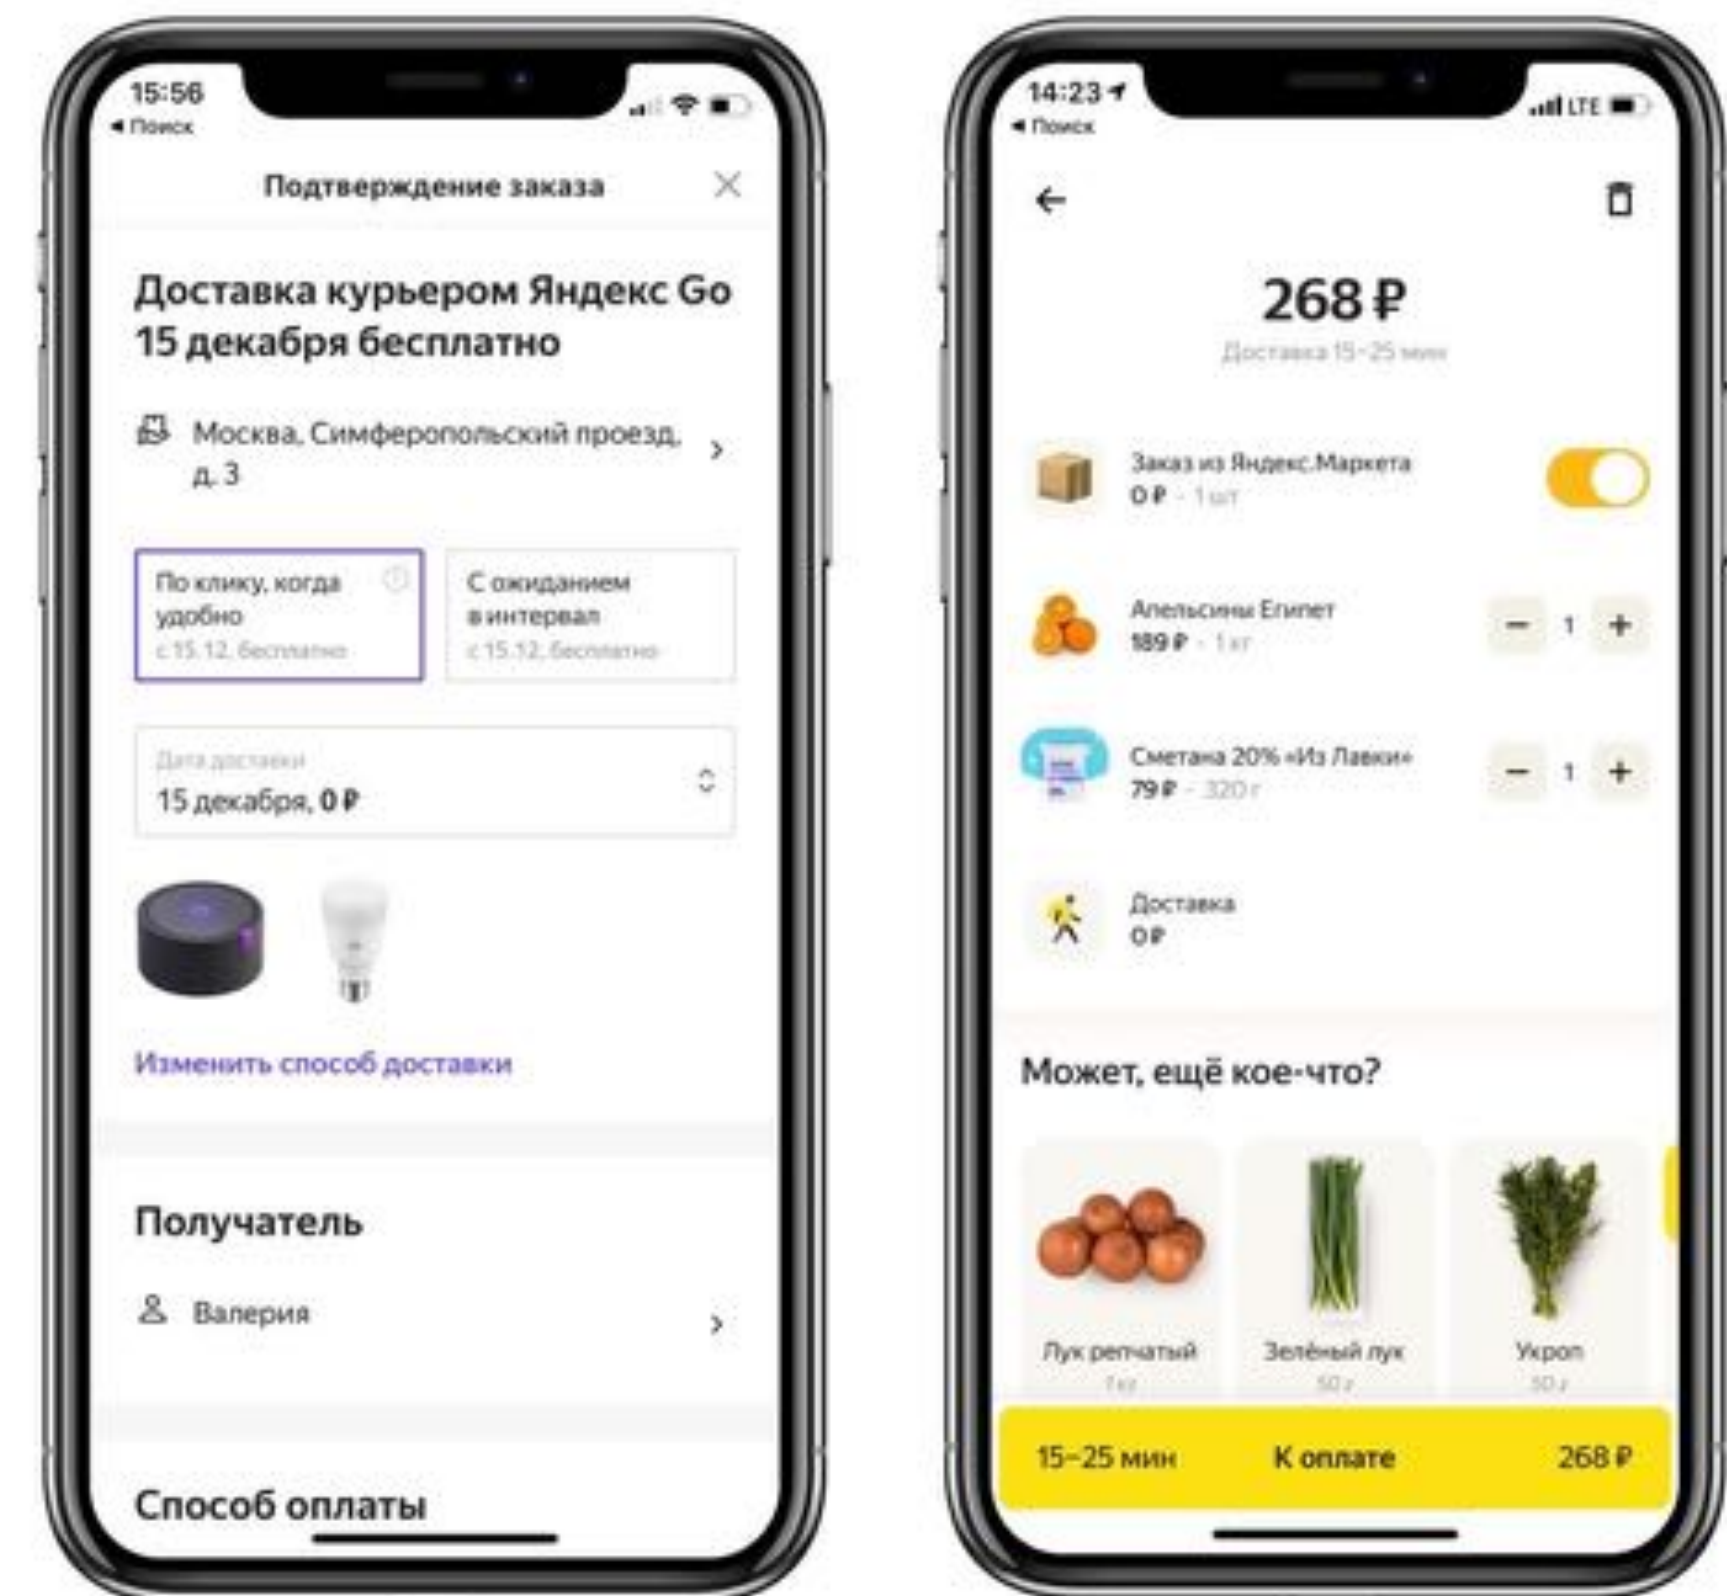 15:56
◀ Поиск
Подтверждение заказа
Доставка курьером Яндекс Go
15 декабря бесплатно
Москва, Симферопольский проезд,
д. 3
По клику, когда
удобно
с 15.12, бесплатно
С ожиданием
в интервал
с 15.12, бесплатно
Дата доставки
15 декабря, 0 ₽
Изменить способ доставки
Получатель
Валерия
Способ оплаты
14:23
LTE
◀ Поиск
268 ₽
Доставка 15–25 мин
Заказ из Яндекс.Маркета
0 ₽ · 1 шт
Апельсины Египет
189 ₽ · 1 кг
1
Сметана 20% «Из Лавки»
79 ₽ · 320 г
1
Доставка
0 ₽
Может, ещё кое-что?
Лук репчатый
1 кг
Зелёный лук
50 г
Укроп
50 г
15–25 мин К оплате 268 ₽